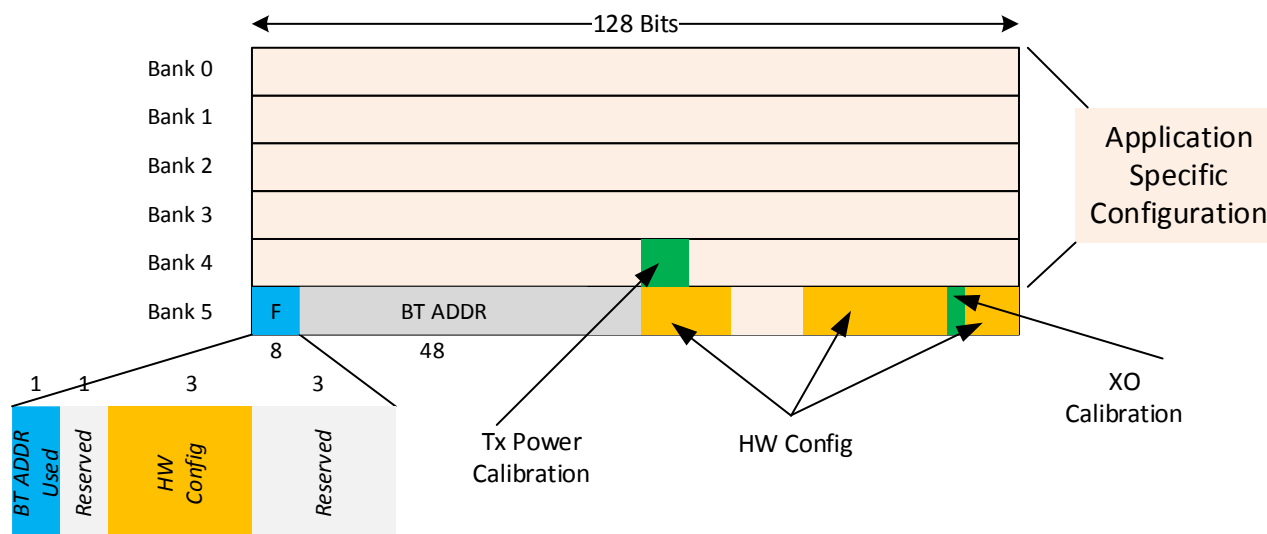 128 Bits
Bank 0
Bank 1
Bank 2
Bank 3
Bank 4
Bank 5
F
BT ADDR
8
48
Application
Specific
Configuration
1
1
3
3
BT ADDR
Used
Reserved
HW
Config
Reserved
Tx Power
Calibration
HW Config
XO
Calibration